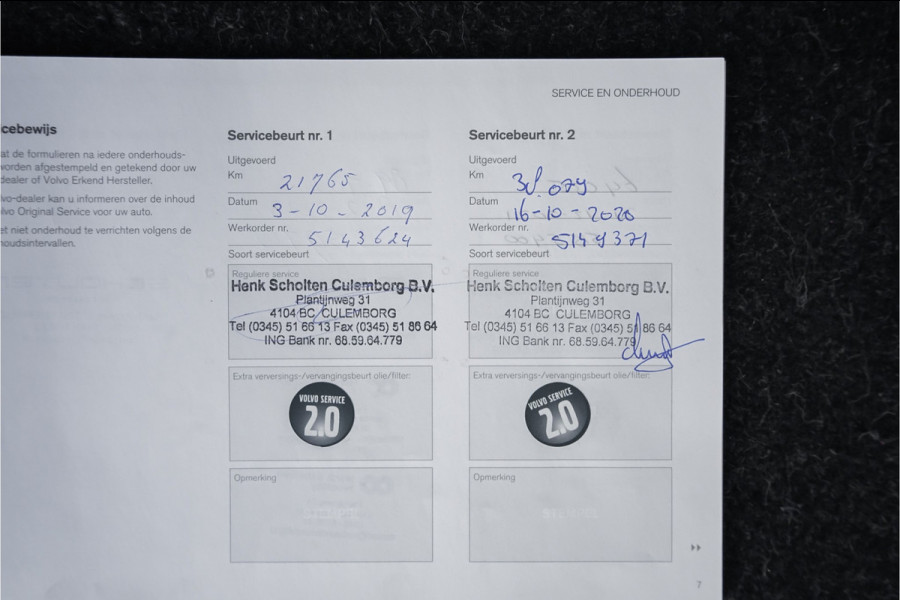 SERVICE EN ONDERHOUD
cebewijs
at de formulieren na iedere onderhouds-
vorden afgestempeld en getekend door uw
dealer of Volvo Erkend Hersteller.
lvo-dealer kan u informeren over de inhoud
lvo Original Service voor uw auto.
et niet onderhoud te verrichten volgens de
houdsintervallen.
Servicebeurt nr. 1
Uitgevoerd
Km 21765
Datum 3-10-2019
Werkorder nr. 5143624
Soort servicebeurt
Reguliere service
Henk Scholten Culemborg B.V.
Plantijnweg 31
4104 BC CULEMBORG
Tel (0345) 51 66 13 Fax (0345) 51 86 64
ING Bank nr. 68.59.64.779
Extra verversings-/vervangingsbeurt olie/filter:
VOLVO SERVICE
2.0
Opmerking
Servicebeurt nr. 2
Uitgevoerd
Km
Datum 16-10-2020
Werkorder nr. 5149371
Soort servicebeurt
Reguliere service
Henk Scholten Culemborg B.V.
Plantijnweg 31
4104 BC CULEMBORG
Tel (0345) 51 66 13 Fax (0345) 51 86 64
ING Bank nr. 68.59.64.779
Extra verversings-/vervangingsbeurt olie/filter:
VOLVO SERVICE
2.0
Opmerking
7